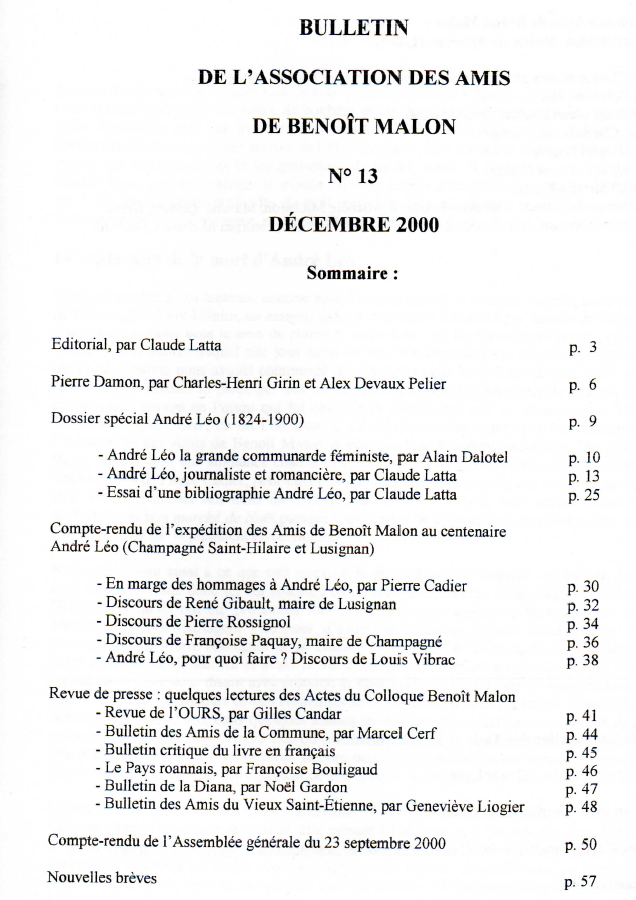 BULLETIN
DE L'ASSOCIATION DES AMIS
DE BENOÎT MALON
N° 13
DÉCEMBRE 2000
Sommaire :
Editorial, par Claude Latta p. 3
Pierre Damon, par Charles-Henri Girin et Alex Devaux Pelier p. 6
Dossier spécial André Léo (1824-1900) p. 9
- André Léo la grande communarde féministe, par Alain Dalotel p. 10
- André Léo, journaliste et romancière, par Claude Latta p. 13
- Essai d'une bibliographie André Léo, par Claude Latta p. 25
Compte-rendu de l'expédition des Amis de Benoît Malon au centenaire
André Léo (Champagné Saint-Hilaire et Lusignan)
- En marge des hommages à André Léo, par Pierre Cadier p. 30
- Discours de René Gibault, maire de Lusignan p. 32
- Discours de Pierre Rossignol p. 34
- Discours de Françoise Paquay, maire de Champagné p. 36
- André Léo, pour quoi faire ? Discours de Louis Vibrac p. 38
Revue de presse : quelques lectures des Actes du Colloque Benoît Malon
- Revue de l'OURS, par Gilles Candar p. 41
- Bulletin des Amis de la Commune, par Marcel Cerf p. 44
- Bulletin critique du livre en français p. 45
- Le Pays roannais, par Françoise Bouligaud p. 46
- Bulletin de la Diana, par Noël Gardon p. 47
- Bulletin des Amis du Vieux Saint-Étienne, par Geneviève Liogier p. 48
Compte-rendu de l'Assemblée générale du 23 septembre 2000 p. 50
Nouvelles brèves p. 57